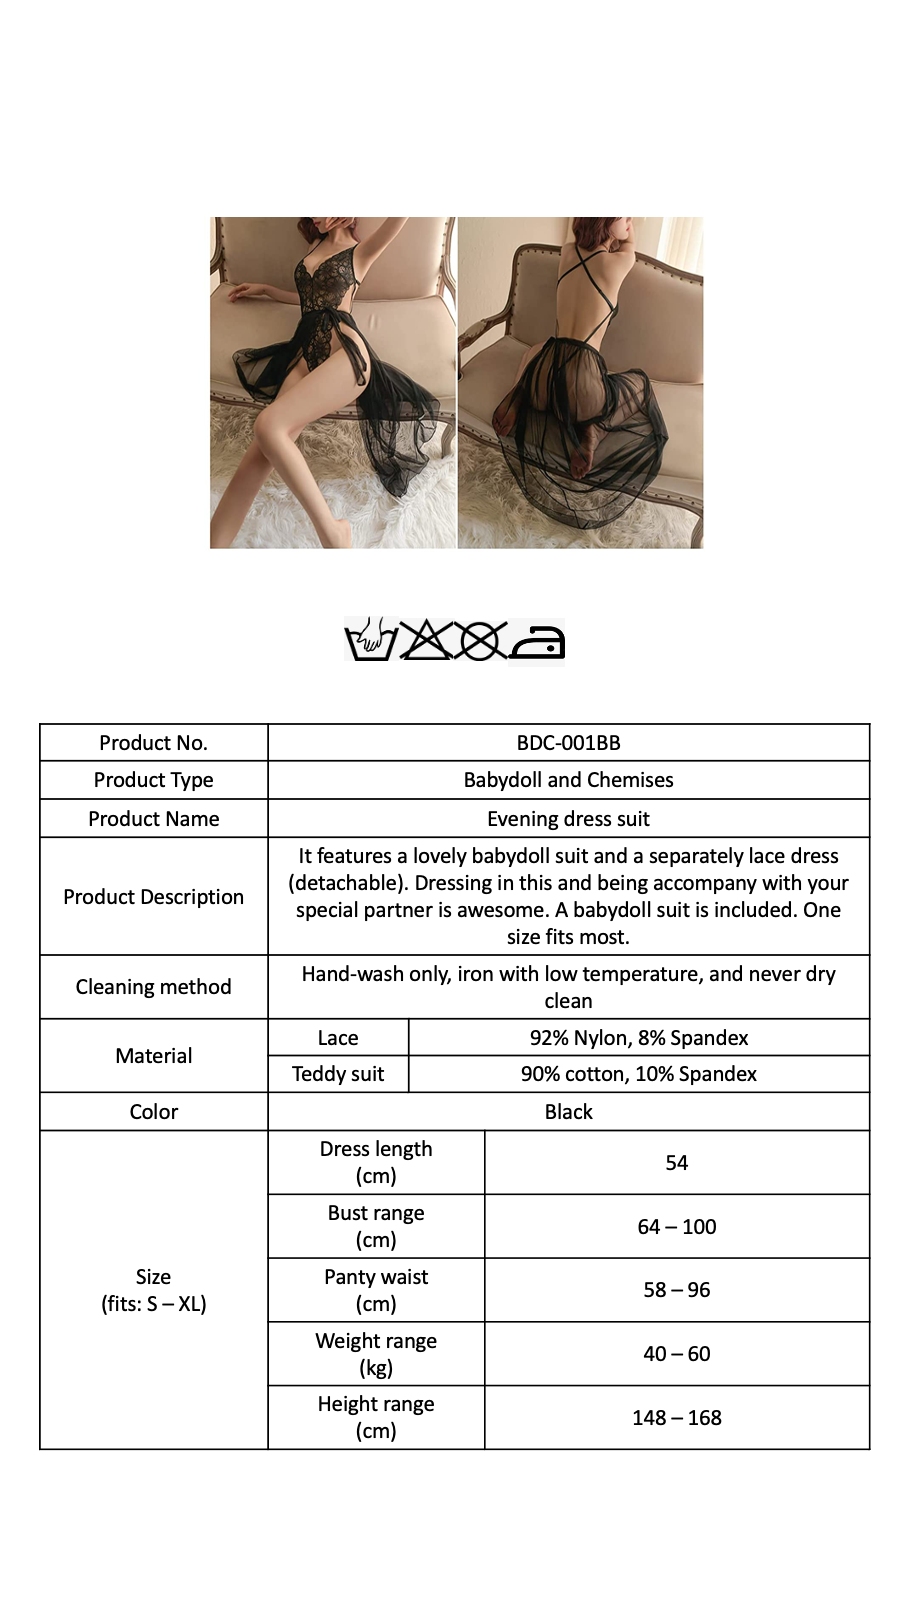 Product No.
BDC-001BB
Product Type
Babydoll and Chemises
Product Name
Evening dress suit
Product Description
It features a lovely babydoll suit and a separately lace dress
(detachable). Dressing in this and being accompany with your
special partner is awesome. A babydoll suit is included. One
size fits most.
Cleaning method
Hand-wash only, iron with low temperature, and never dry
clean
Material
Lace
92% Nylon, 8% Spandex
Teddy suit
90% cotton, 10% Spandex
Color
Black
Size
(fits: S – XL)
Dress length
(cm)
54
Bust range
(cm)
64 – 100
Panty waist
(cm)
58 – 96
Weight range
(kg)
40 – 60
Height range
(cm)
148 – 168